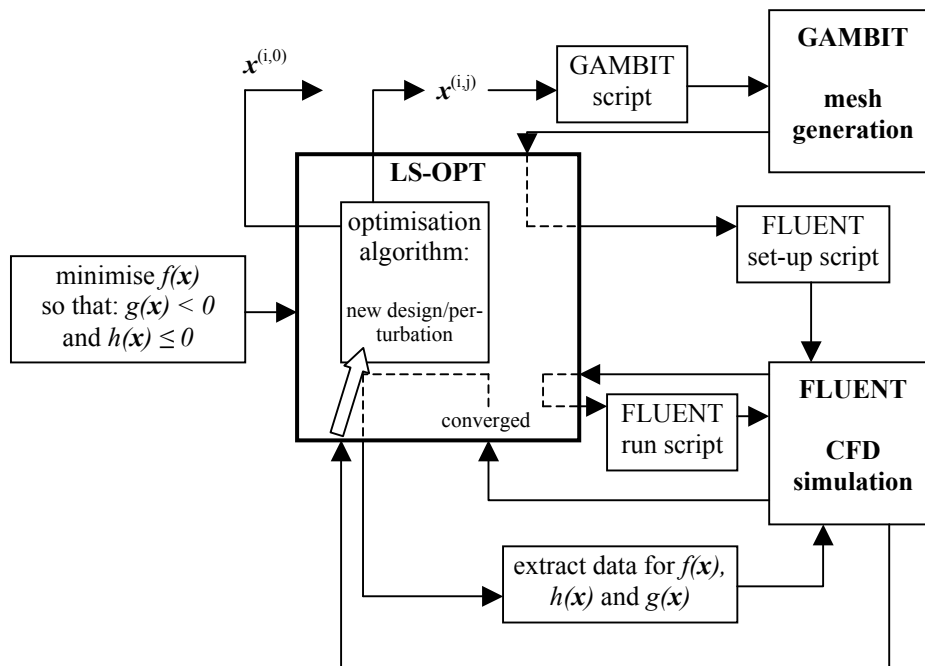 x(i,0)
x(i,j)
GAMBIT
script
GAMBIT
mesh
generation
LS-OPT
optimisation
algorithm:
new design/per-
turbation
FLUENT
set-up script
minimise f(x)
so that: g(x) < 0
and h(x) ≤ 0
converged
FLUENT
run script
FLUENT
CFD
simulation
extract data for f(x),
h(x) and g(x)